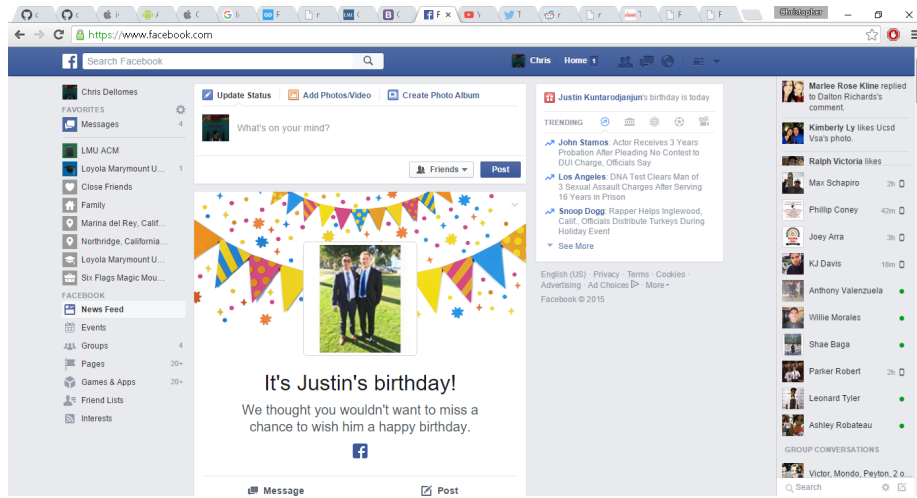 Christopher
https://www.facebook.com
Search Facebook
Chris
Home 1
Chris Dellomes
FAVORITES
Messages 4
LMU ACM
Loyola Marymount U... 1
Close Friends
Family
Marina del Rey, Calif...
Northridge, California...
Loyola Marymount U...
Six Flags Magic Mou...
FACEBOOK
News Feed
Events
Groups 4
Pages 20+
Games & Apps 20+
Friend Lists
Interests
Update Status
Add Photos/Video
Create Photo Album
What's on your mind?
Friends
Post
It's Justin's birthday!
We thought you wouldn't want to miss a
chance to wish him a happy birthday.
Message
Post
Justin Kuntarodjanjun's birthday is today
TRENDING
John Stamos: Actor Receives 3 Years
Probation After Pleading No Contest to
DUI Charge, Officials Say
Los Angeles: DNA Test Clears Man of
3 Sexual Assault Charges After Serving
16 Years in Prison
Snoop Dogg: Rapper Helps Inglewood,
Calif., Officials Distribute Turkeys During
Holiday Event
See More
English (US) · Privacy · Terms · Cookies ·
Advertising · Ad Choices · More
Facebook © 2015
Marlee Rose Kline replied
to Dalton Richards's
comment.
Kimberly Ly likes Ucsd
Vsa's photo.
Ralph Victoria likes
Max Schapiro 2h
Phillip Coney 42m
Joey Arra 3h
KJ Davis 18m
Anthony Valenzuela
Willie Morales
Shae Baga
Parker Robert 2h
Leonard Tyler
Ashley Robateau
GROUP CONVERSATIONS
Victor, Mondo, Peyton, 2 o...
Search